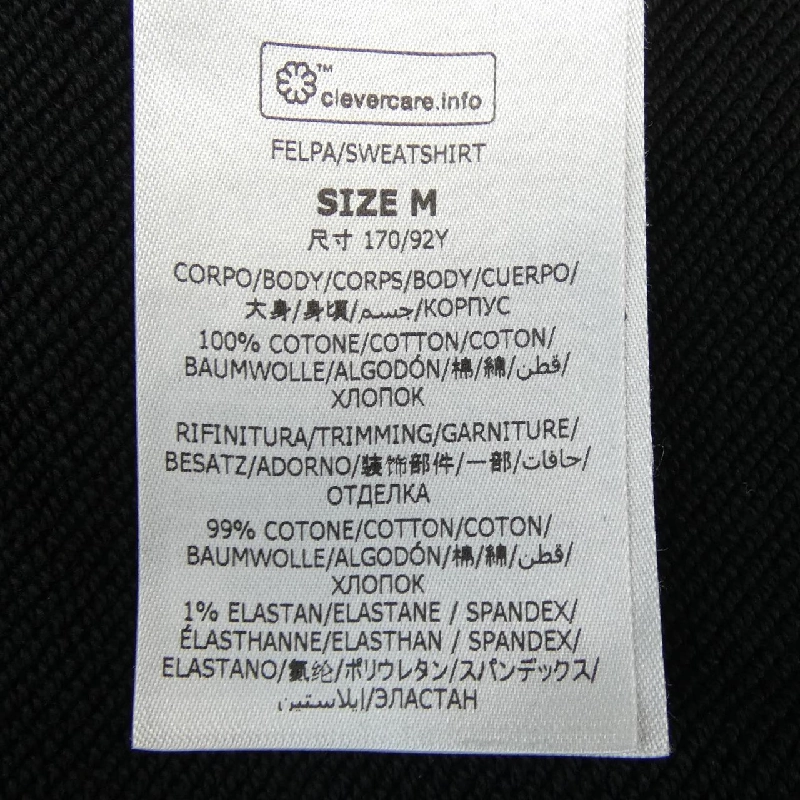 ™
clevercare.info
FELPA/SWEATSHIRT
SIZE M
尺寸 170/92Y
CORPO/BODY/CORPS/BODY/CUERPO/
大身/身頃/جسم/КОРПУС
100% COTONE/COTTON/COTON/
BAUMWOLLE/ALGODÓN/棉/綿/قطن/
ХЛОПОК
RIFINITURA/TRIMMING/GARNITURE/
BESATZ/ADORNO/装饰部件/一部/حافات/
ОТДЕЛКА
99% COTONE/COTTON/COTON/
BAUMWOLLE/ALGODÓN/棉/綿/قطن/
ХЛОПОК
1% ELASTAN/ELASTANE / SPANDEX/
ÉLASTHANNE/ELASTHAN / SPANDEX/
ELASTANO/氨纶/ポリウレタン/スパンデックス/
إيلاستين/ЭЛАСТАН